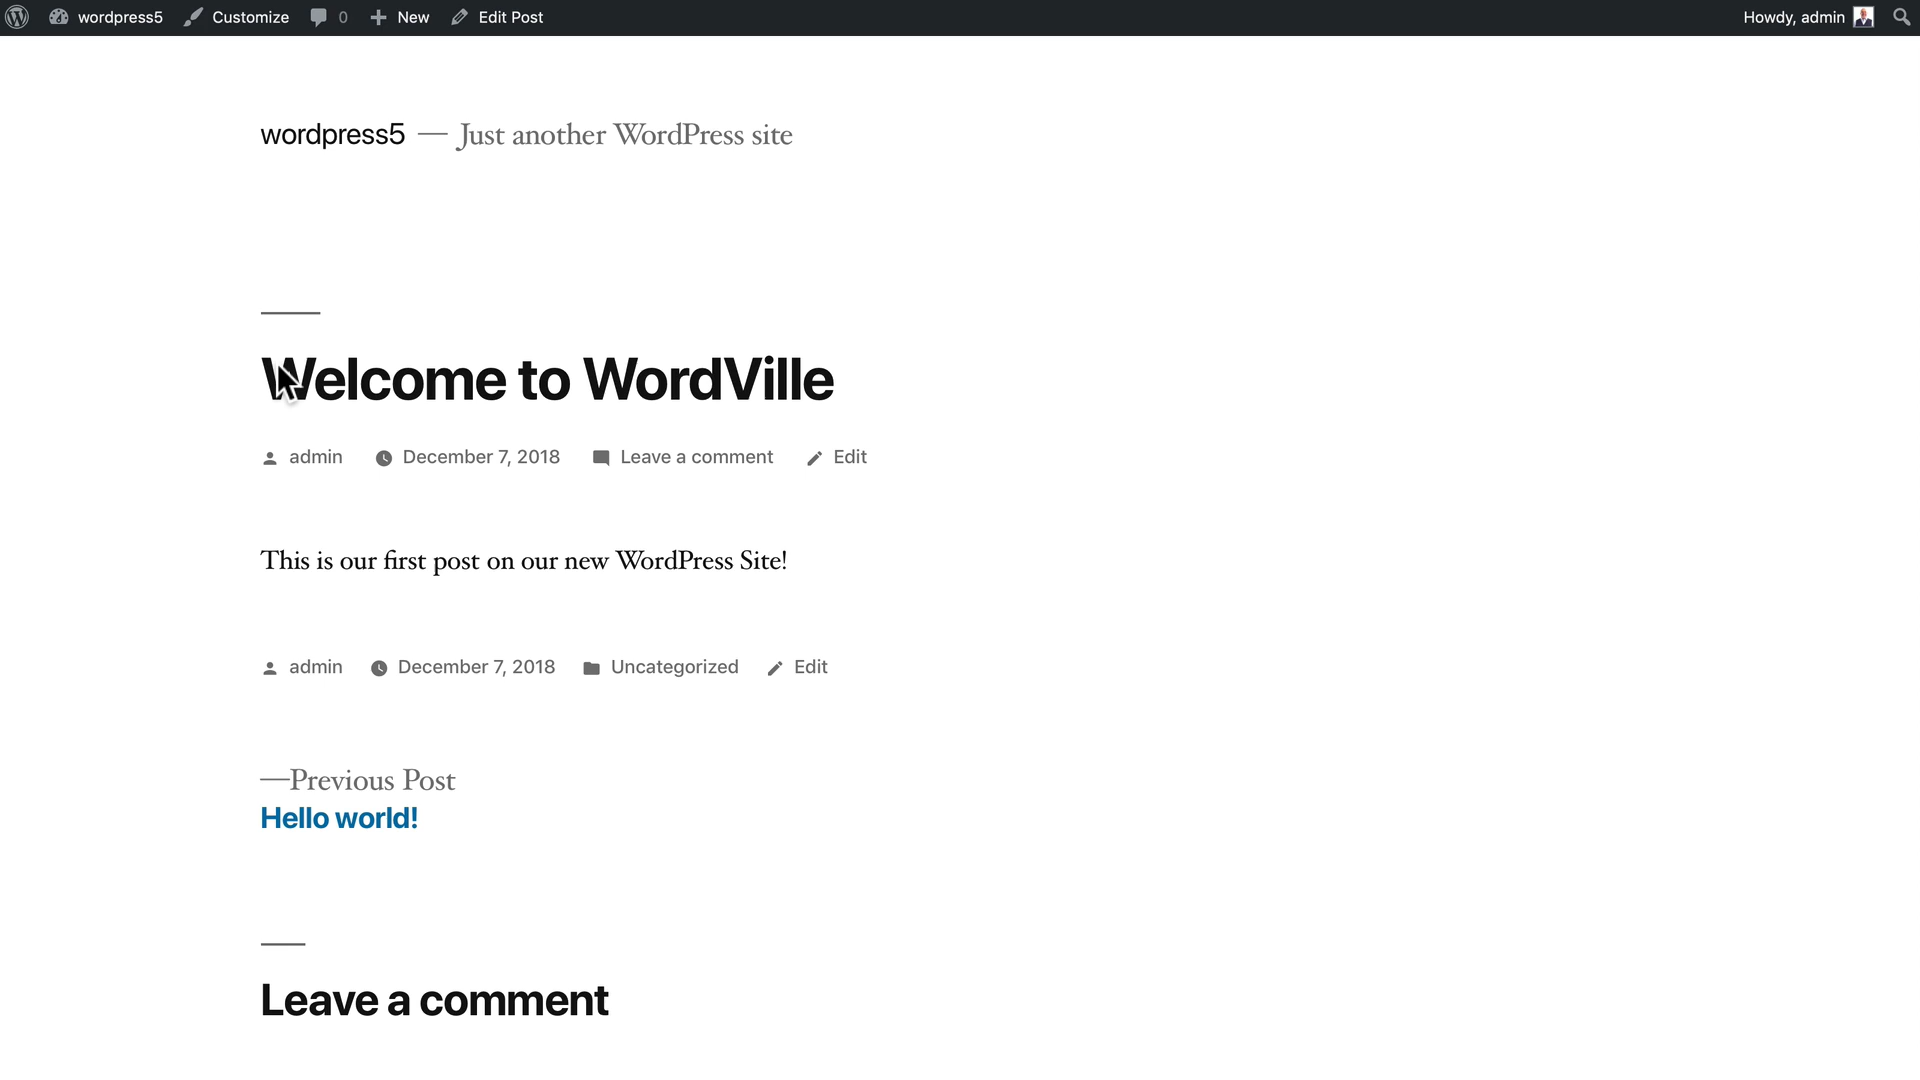 wordpress5 Customize 0 New Edit Post Howdy, admin
wordpress5 — Just another WordPress site
Welcome to WordVille
admin December 7, 2018 Leave a comment Edit
This is our first post on our new WordPress Site!
admin December 7, 2018 Uncategorized Edit
—Previous Post
Hello world!
Leave a comment